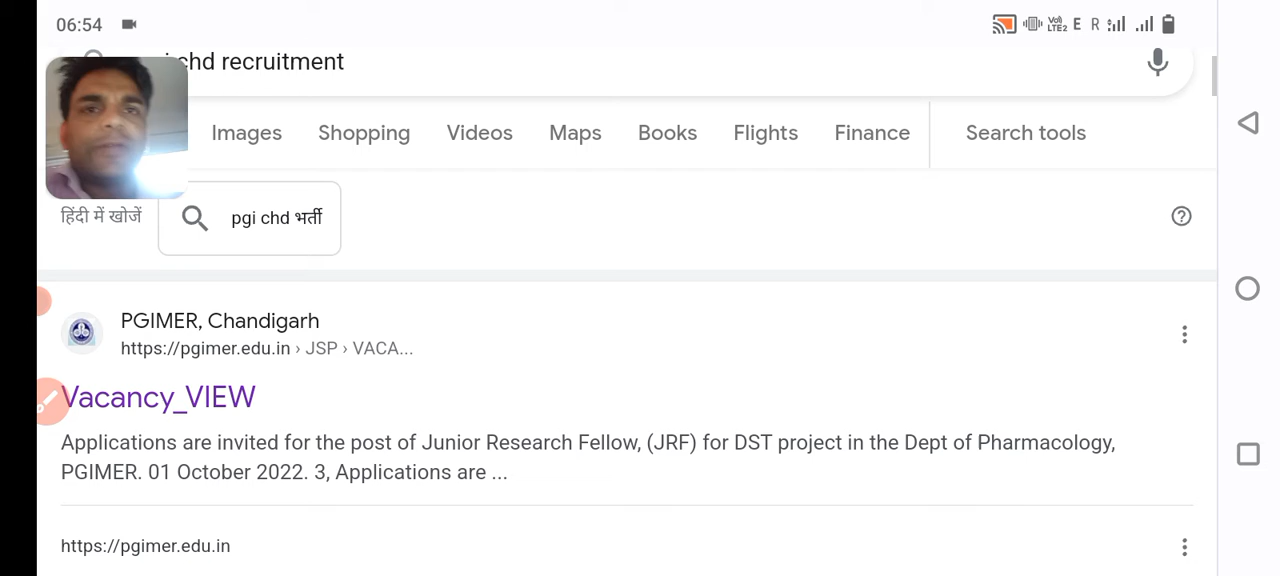 06:54
Vo)) LTE2 E R
chd recruitment
Images Shopping Videos Maps Books Flights Finance Search tools
हिंदी में खोजें pgi chd भर्ती
PGIMER, Chandigarh
https://pgimer.edu.in › JSP › VACA...
Vacancy_VIEW
Applications are invited for the post of Junior Research Fellow, (JRF) for DST project in the Dept of Pharmacology,
PGIMER. 01 October 2022. 3, Applications are ...
https://pgimer.edu.in